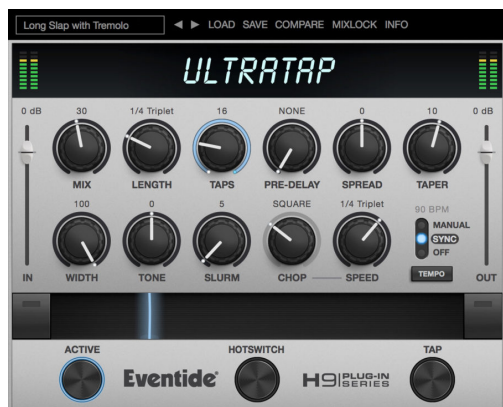 Long Slap with Tremolo
LOAD SAVE COMPARE MIXLOCK INFO
ULTRATAP
0 dB 30 1/4 Triplet 16 NONE 0 10 0 dB
MIX LENGTH TAPS PRE-DELAY SPREAD TAPER
100 0 5 SQUARE 1/4 Triplet 90 BPM
MANUAL
SYNC
OFF
TEMPO
IN WIDTH TONE SLURM CHOP SPEED OUT
ACTIVE HOTSWITCH TAP
Eventide® H9 PLUG-IN
SERIES